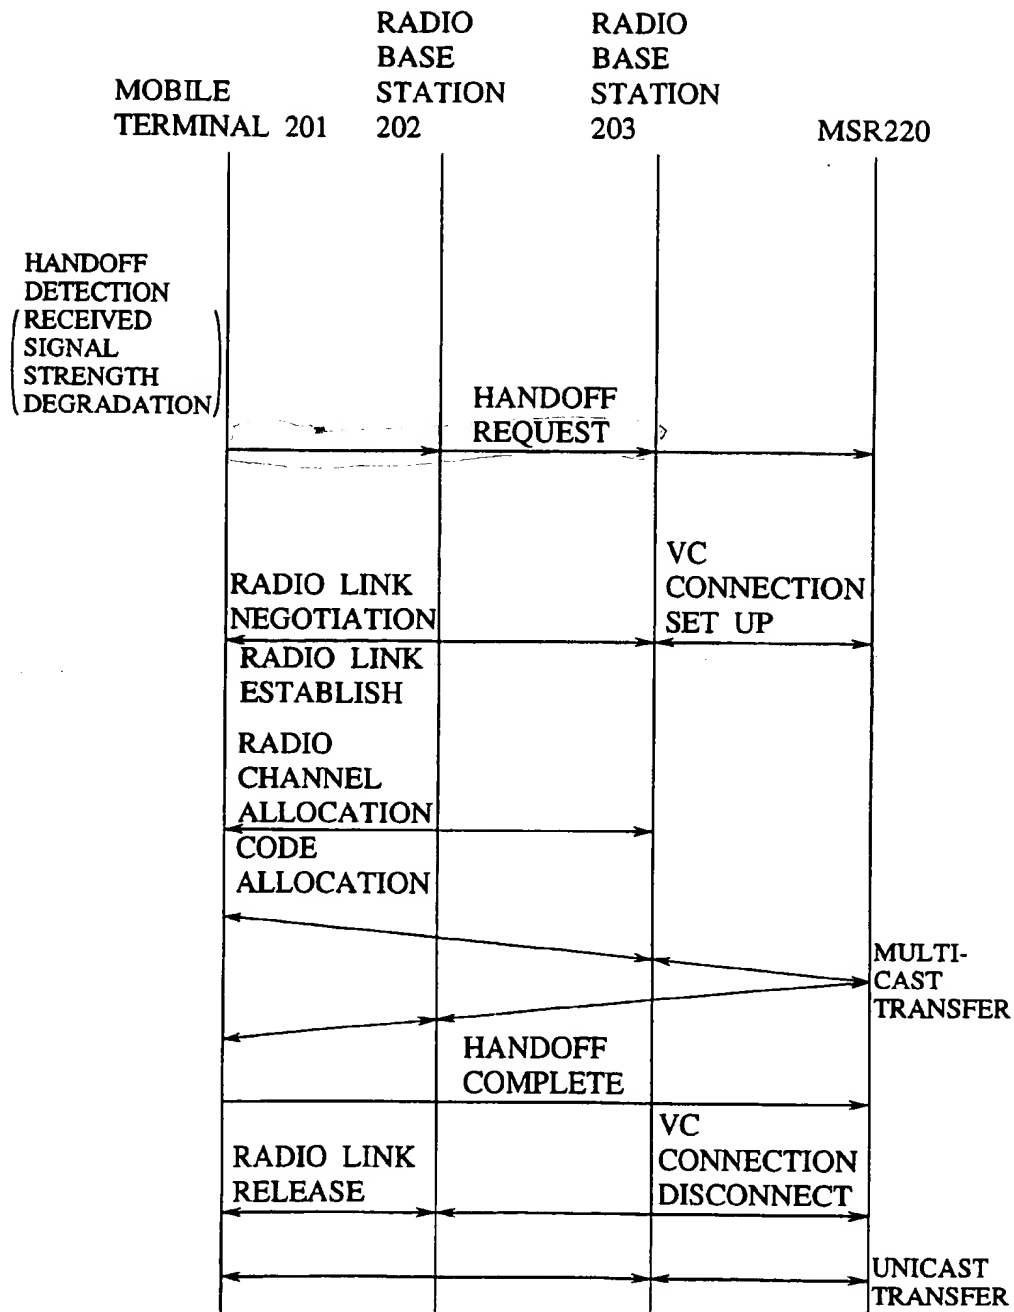 MOBILE
TERMINAL 201
RADIO
BASE
STATION
202
RADIO
BASE
STATION
203
MSR220
HANDOFF
DETECTION
(RECEIVED
SIGNAL
STRENGTH
DEGRADATION)
HANDOFF
REQUEST
RADIO LINK
NEGOTIATION
VC
CONNECTION
SET UP
RADIO LINK
ESTABLISH
RADIO
CHANNEL
ALLOCATION
CODE
ALLOCATION
MULTI-
CAST
TRANSFER
HANDOFF
COMPLETE
RADIO LINK
RELEASE
VC
CONNECTION
DISCONNECT
UNICAST
TRANSFER